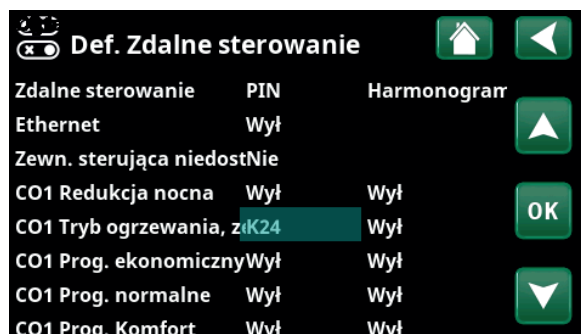 Def. Zdalne sterowanie
Zdalne sterowanie PIN Harmonogram
Ethernet Wył
Zewn. sterująca niedostNie
CO1 Redukcja nocna Wył Wył
CO1 Tryb ogrzewania, zeK24 Wył
OK
CO1 Prog. ekonomicznyWył Wył
CO1 Prog. normalne Wył Wył
CO1 Prog. Komfort Wył Wył